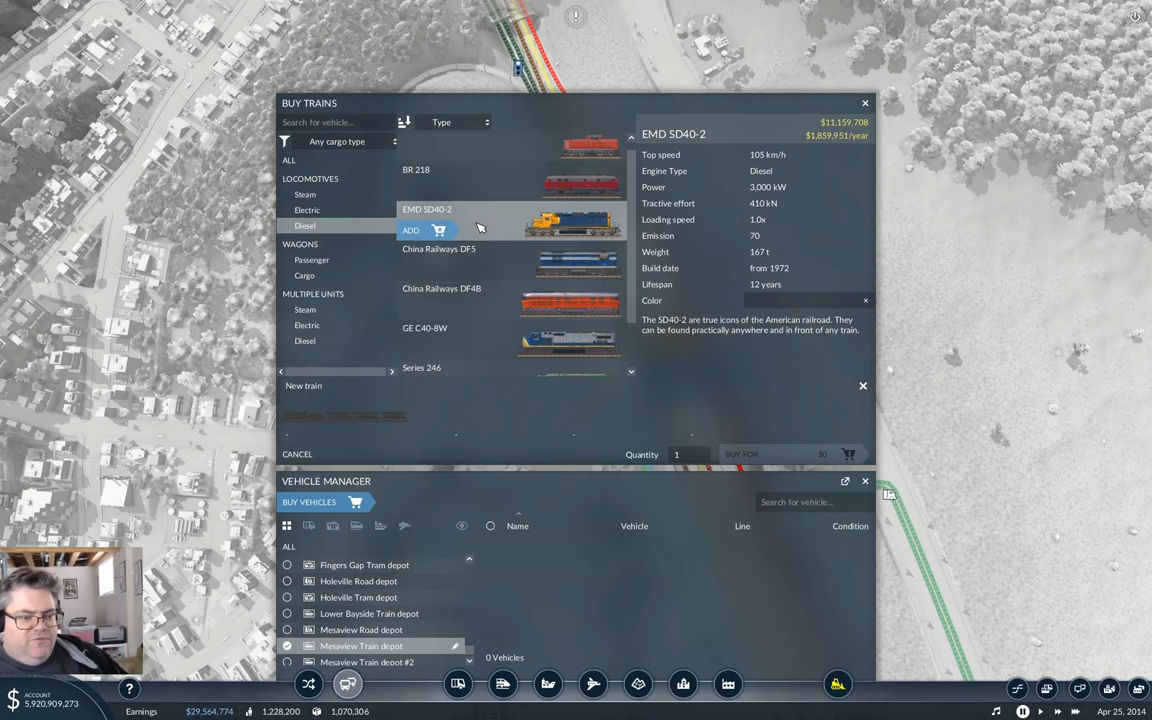 BUY TRAINS
Search for vehicle...
Type
Any cargo type
ALL
LOCOMOTIVES
Steam
Electric
Diesel
WAGONS
Passenger
Cargo
MULTIPLE UNITS
Steam
Electric
Diesel
BR 218
EMD SD40-2
ADD
China Railways DF5
China Railways DF4B
GE C40-8W
Series 246
$11,159,708
EMD SD40-2
$1,859,951/year
Top speed 105 km/h
Engine Type Diesel
Power 3,000 kW
Tractive effort 410 kN
Loading speed 1.0x
Emission 70
Weight 167 t
Build date from 1972
Lifespan 12 years
Color
The SD40-2 are true icons of the American railroad. They
can be found practically anywhere and in front of any train.
New train
- - - -
CANCEL
Quantity 1 BUY FOR $0
VEHICLE MANAGER
BUY VEHICLES
Search for vehicle...
Name Vehicle Line Condition
ALL
Fingers Gap Tram depot
Holeville Road depot
Holeville Tram depot
Lower Bayside Train depot
Mesaview Road depot
Mesaview Train depot
Mesaview Train depot #2
0 Vehicles
$ ACCOUNT
5,920,909,273
?
Earnings $29,564,774 1,228,200 1,070,306
Apr 25, 2014